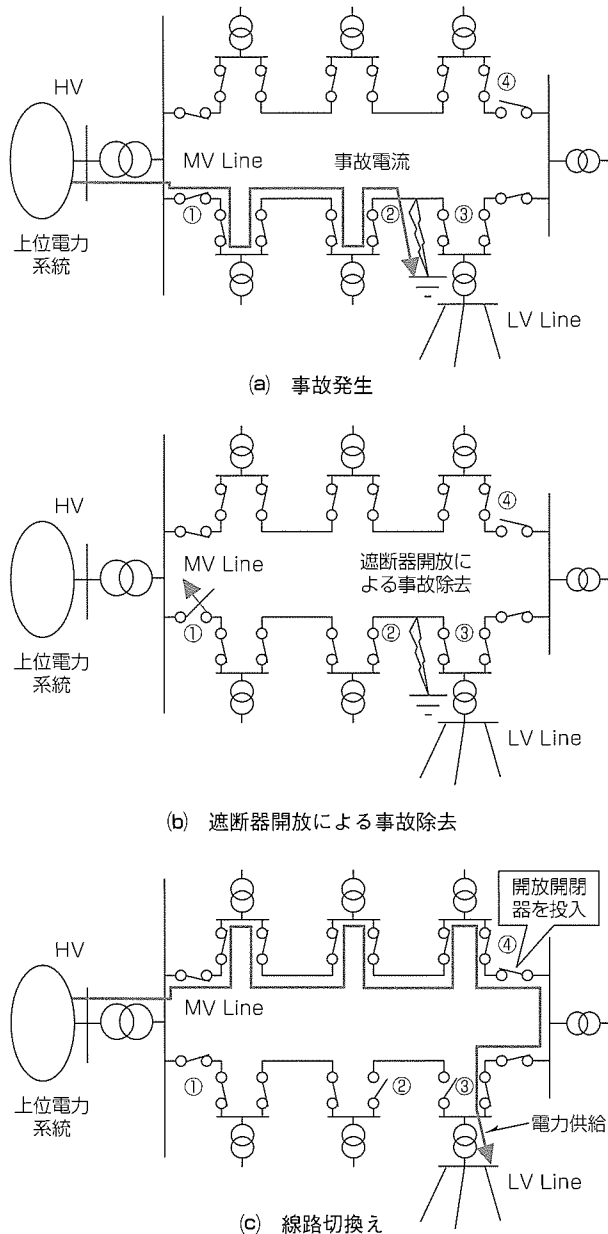 ④
HV
MV Line
事故電流
①
②
③
上位電力
系統
LV Line
(a) 事故発生
④
HV
MV Line
遮断器開放に
よる事故除去
①
②
③
上位電力
系統
LV Line
(b) 遮断器開放による事故除去
開放開閉
器を投入
④
HV
MV Line
①
②
③
上位電力
系統
電力供給
LV Line
(c) 線路切換え